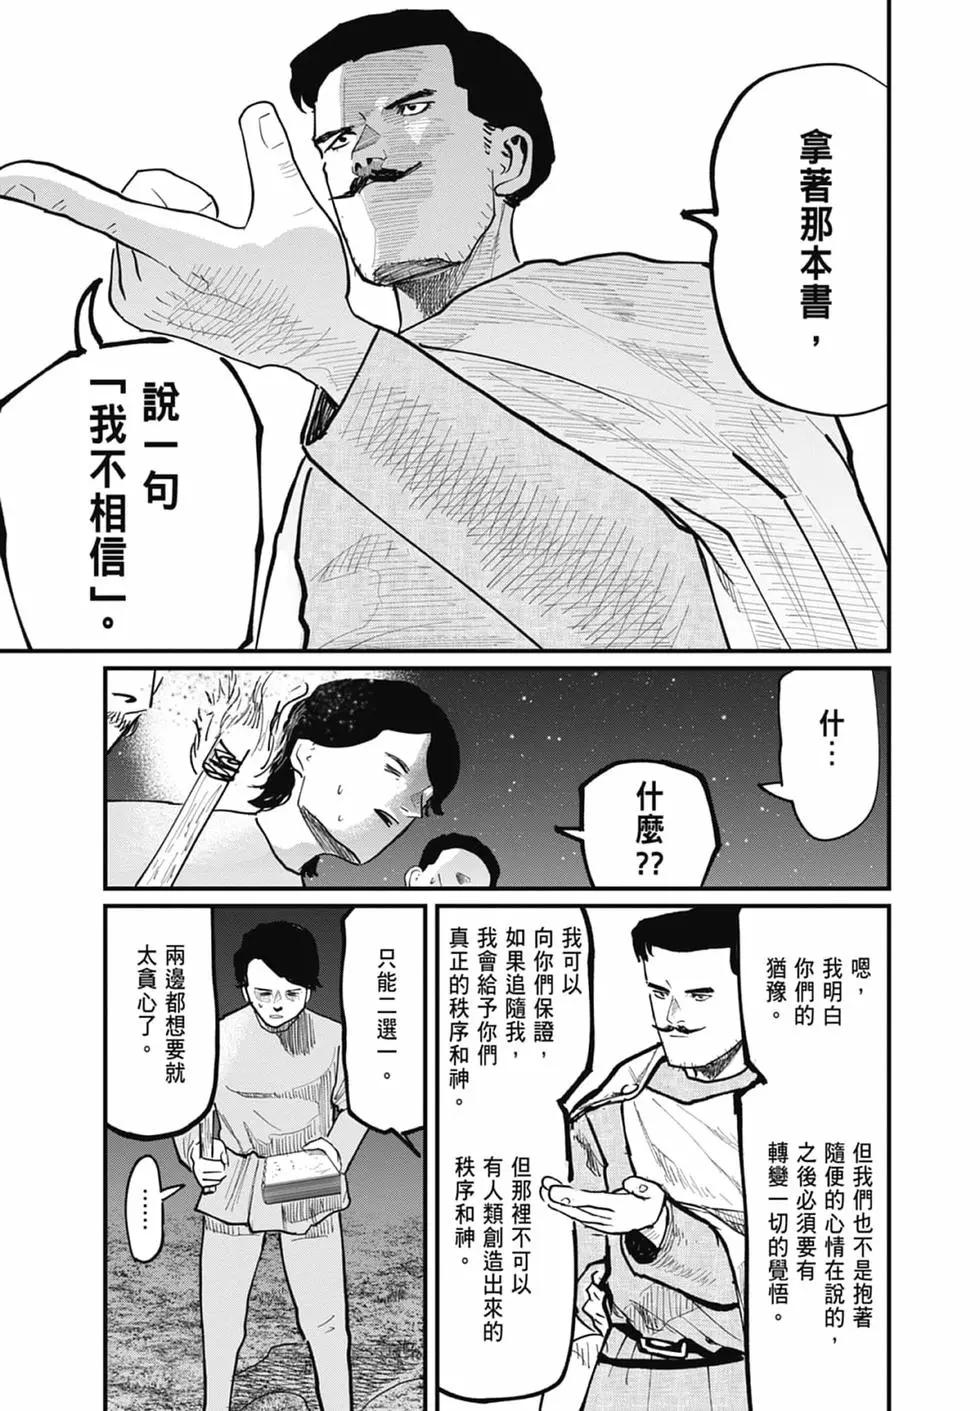 拿著那本書，
說一句
「我不相信」。
什…
什麼??
嗯，
我明白
你們的
猶豫。
但我們也不是抱著
隨便的心情在說的，
之後必須要有
轉變一切的覺悟。
我可以
向你們保證，
如果追隨我，
我會給予你們
真正的秩序和神。
但那裡不可以
有人類創造出來的
秩序和神。
只能二選一。
兩邊都想要就
太貪心了。
……